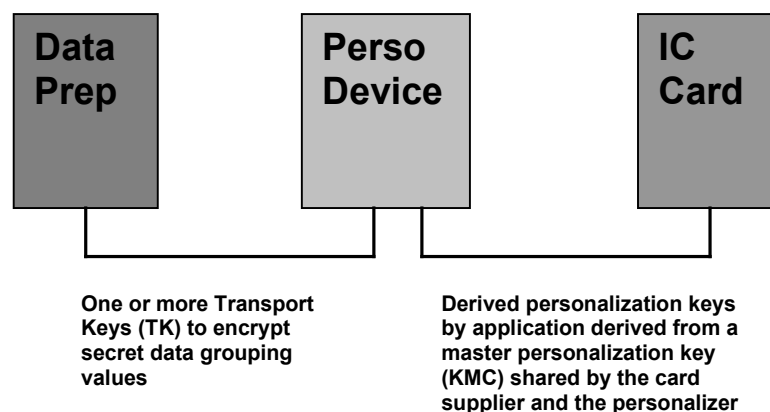 Data
Prep
Perso
Device
IC
Card
One or more Transport
Keys (TK) to encrypt
secret data grouping
values
Derived personalization keys
by application derived from a
master personalization key
(KMC) shared by the card
supplier and the personalizer